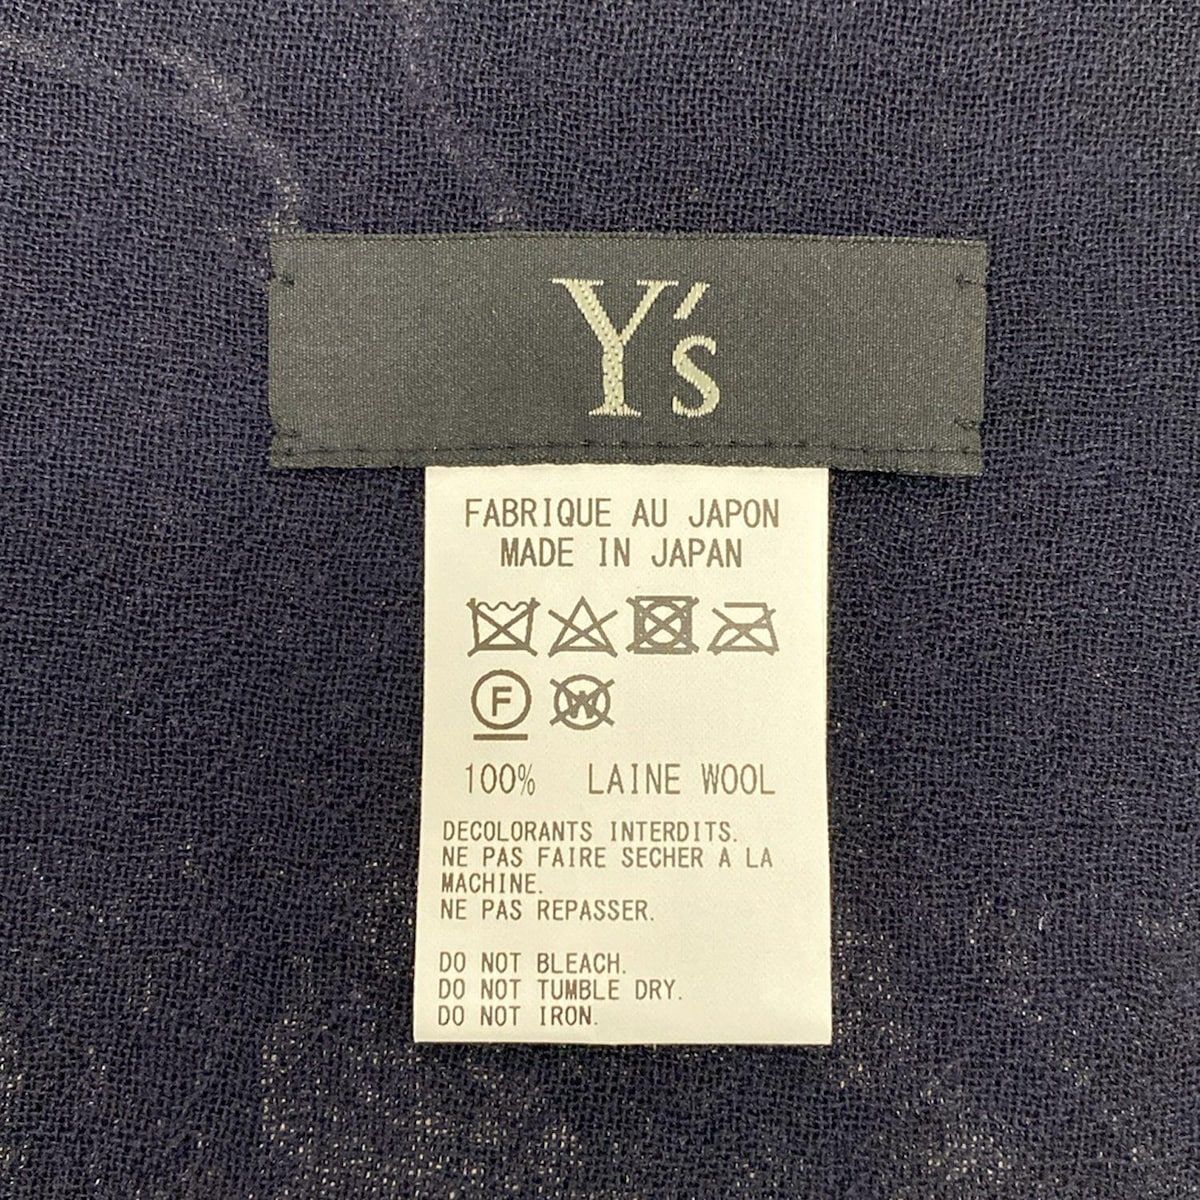 Y's
FABRIQUE AU JAPON
MADE IN JAPAN
F W
100% LAINE WOOL
DECOLORANTS INTERDITS.
NE PAS FAIRE SECHER A LA
MACHINE.
NE PAS REPASSER.
DO NOT BLEACH.
DO NOT TUMBLE DRY.
DO NOT IRON.